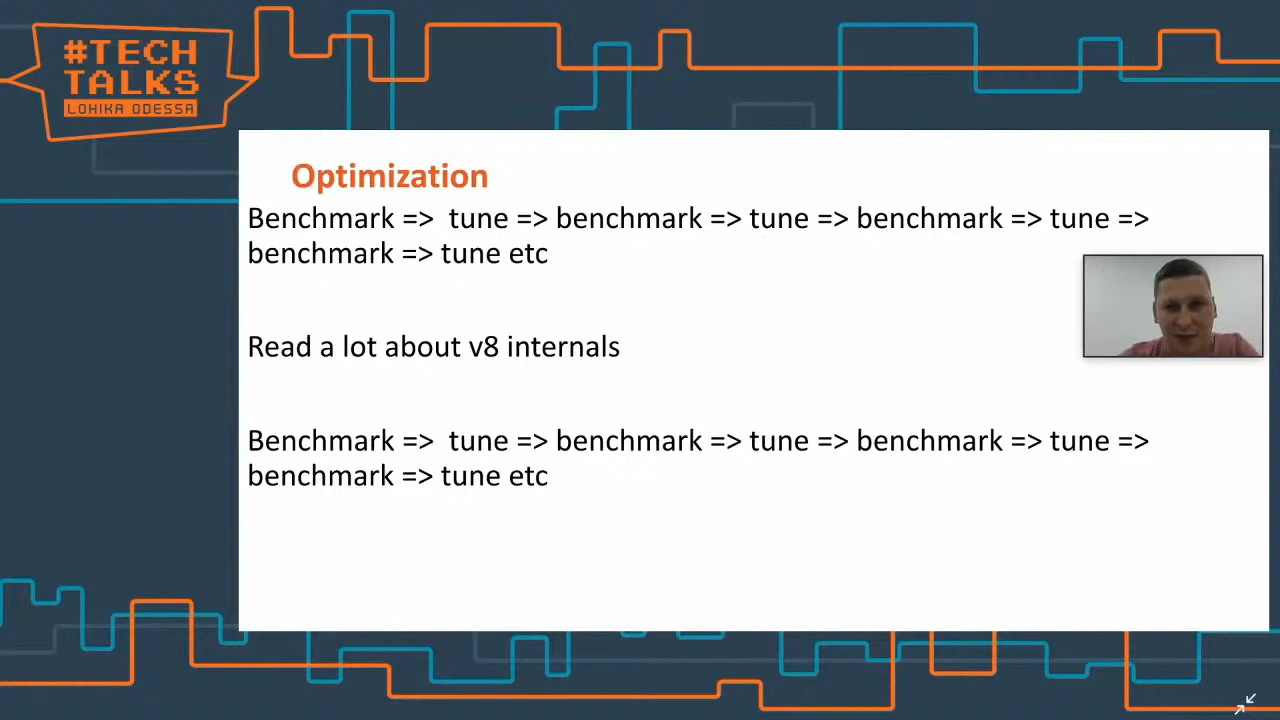 #TECH
TALKS
LOHIKA ODESSA
Optimization
Benchmark =>  tune => benchmark => tune => benchmark => tune =>
benchmark => tune etc
Read a lot about v8 internals
Benchmark =>  tune => benchmark => tune => benchmark => tune =>
benchmark => tune etc